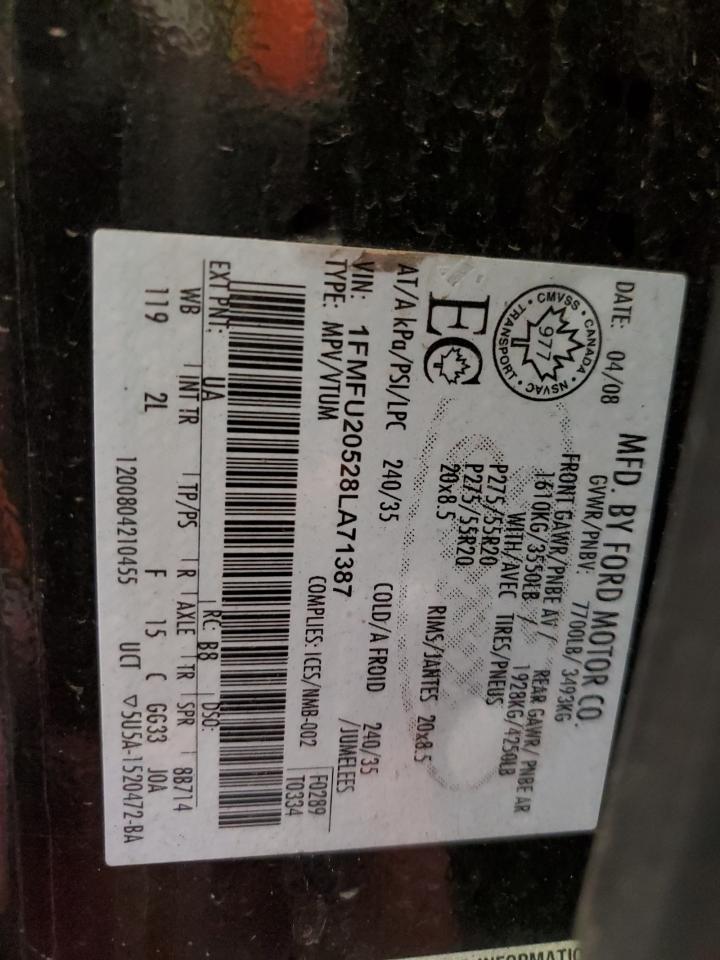 MFD. BY FORD MOTOR CO.
DATE: 04/08
GVWR/PNBV: 7700LB/ 3493KG
FRONT GAWR/PNBE AV/ REAR GAWR/PNBE AR
1610KG/3550LB / 1928KG/4250LB
WITH/AVEC TIRES/PNEUS
P275/55R20
P275/55R20 RIMS/JANTES 20x8.5
20x8.5
CMVSS • CANADA • NSVAC • TRANSPORT •
977
EC
AT/A kPa/PSI/LPC 240/35 COLD/A FROID 240/35
/JUMELEES
VIN: 1FMFU20528LA71387
TYPE: MPV/VTUM COMPLIES: ICES/NMB-002
F0289
T0334
EXT PNT: UA RC: B8 DSO:
WB INT TR TP/PS R AXLE TR SPR 8B714
119 2L F 15 C GG33 J0A
1200804210455 UCT ▽5U5A-1520472-BA